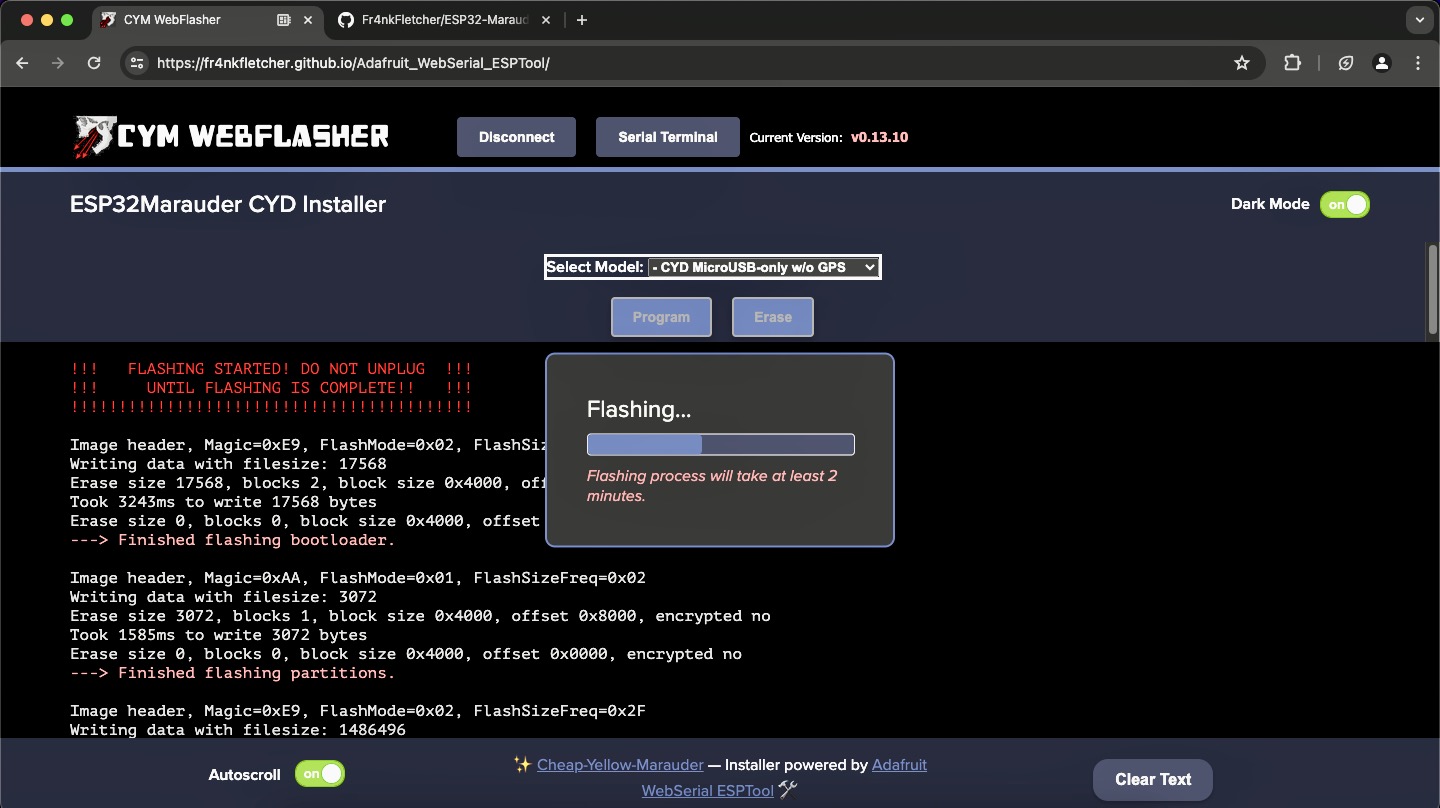 CYM WebFlasher
Fr4nkFletcher/ESP32-Maraud
https://fr4nkfletcher.github.io/Adafruit_WebSerial_ESPTool/
CYM WEBFLASHER
Disconnect
Serial Terminal
Current Version: v0.13.10
ESP32Marauder CYD Installer
Dark Mode on
Select Model: - CYD MicroUSB-only w/o GPS
Program
Erase
!!!   FLASHING STARTED! DO NOT UNPLUG  !!!
!!!     UNTIL FLASHING IS COMPLETE!!   !!!
!!!!!!!!!!!!!!!!!!!!!!!!!!!!!!!!!!!!!!!!!!
Image header, Magic=0xE9, FlashMode=0x02, FlashSiz
Writing data with filesize: 17568
Erase size 17568, blocks 2, block size 0x4000, off
Took 3243ms to write 17568 bytes
Erase size 0, blocks 0, block size 0x4000, offset
---> Finished flashing bootloader.
Flashing...
Flashing process will take at least 2
minutes.
Image header, Magic=0xAA, FlashMode=0x01, FlashSizeFreq=0x02
Writing data with filesize: 3072
Erase size 3072, blocks 1, block size 0x4000, offset 0x8000, encrypted no
Took 1585ms to write 3072 bytes
Erase size 0, blocks 0, block size 0x4000, offset 0x0000, encrypted no
---> Finished flashing partitions.
Image header, Magic=0xE9, FlashMode=0x02, FlashSizeFreq=0x2F
Writing data with filesize: 1486496
Autoscroll on
✨ Cheap-Yellow-Marauder — Installer powered by Adafruit
WebSerial ESPTool 🛠
Clear Text